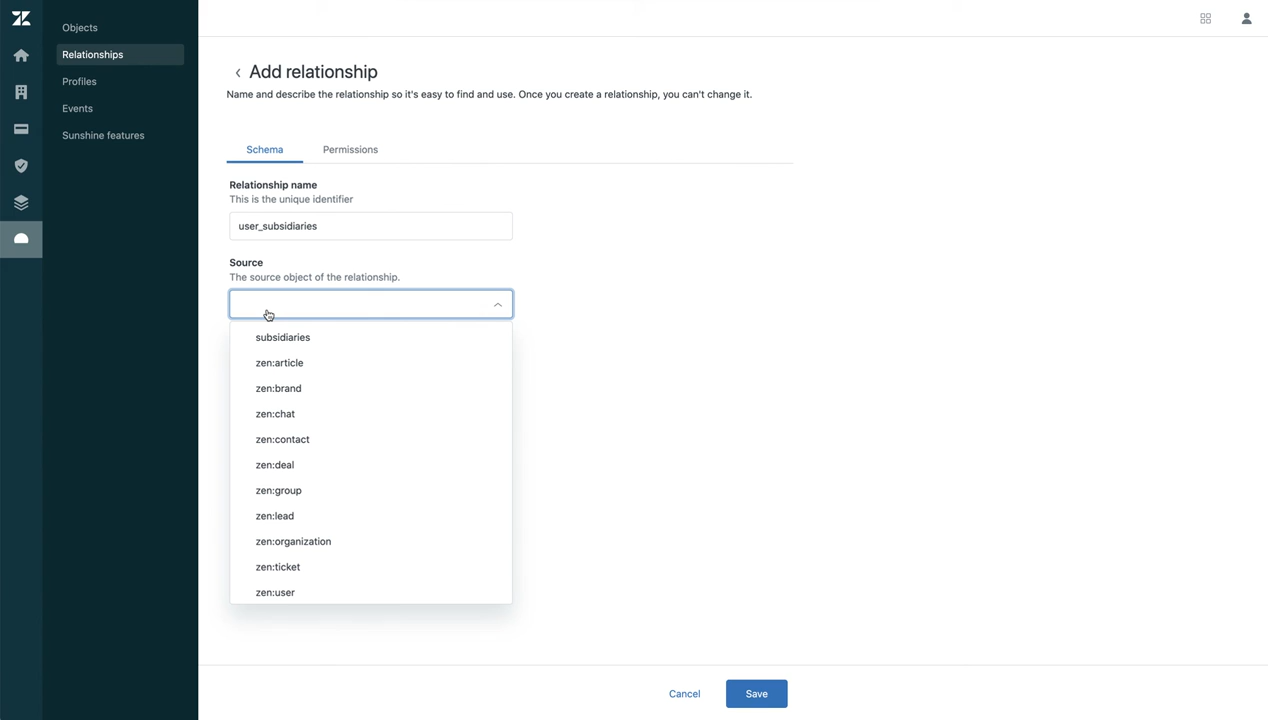 Objects
Relationships
Profiles
Events
Sunshine features
Add relationship
Name and describe the relationship so it's easy to find and use. Once you create a relationship, you can't change it.
Schema Permissions
Relationship name
This is the unique identifier
user_subsidiaries
Source
The source object of the relationship.
subsidiaries
zen:article
zen:brand
zen:chat
zen:contact
zen:deal
zen:group
zen:lead
zen:organization
zen:ticket
zen:user
Cancel Save